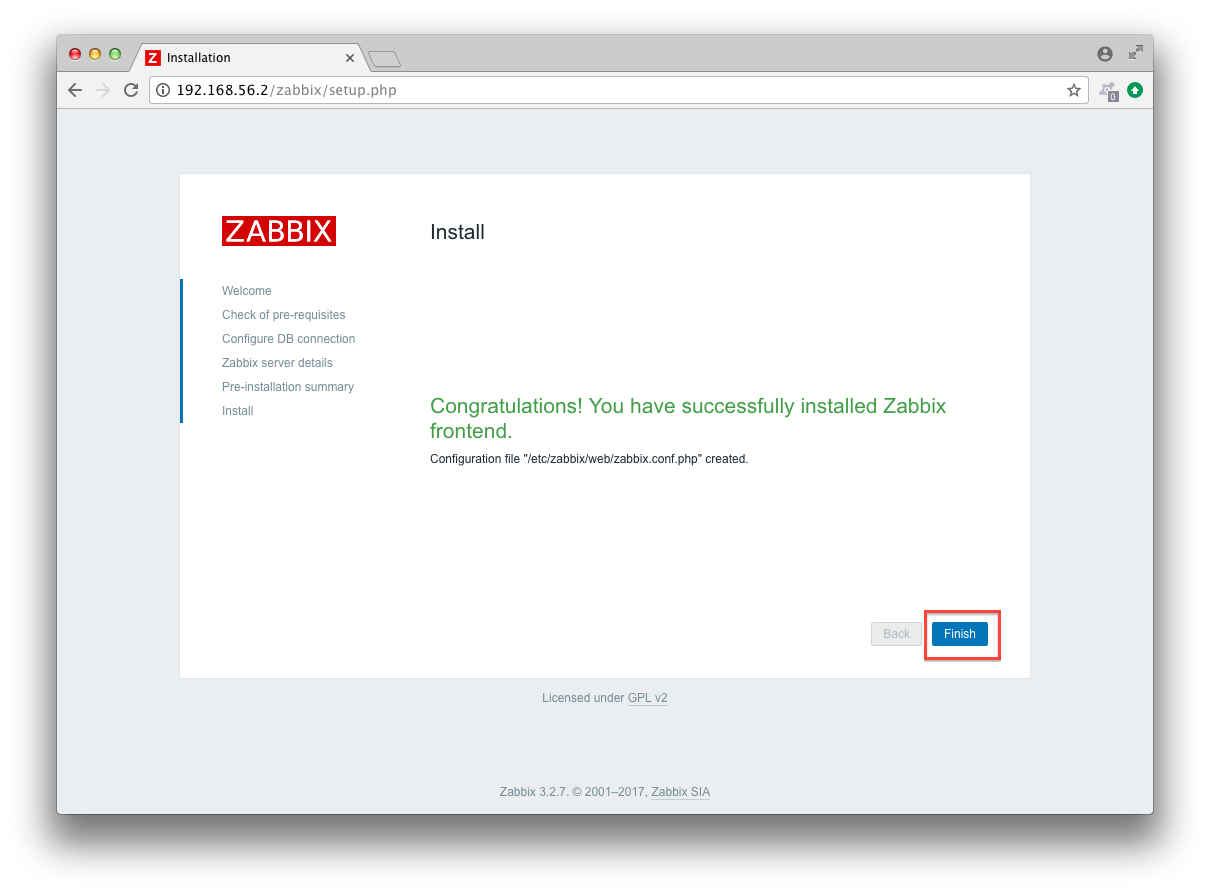 Z Installation
192.168.56.2/zabbix/setup.php
0
ZABBIX
Install
Welcome
Check of pre-requisites
Configure DB connection
Zabbix server details
Pre-installation summary
Install
Congratulations! You have successfully installed Zabbix
frontend.
Configuration file "/etc/zabbix/web/zabbix.conf.php" created.
Back Finish
Licensed under GPL v2
Zabbix 3.2.7. © 2001–2017, Zabbix SIA